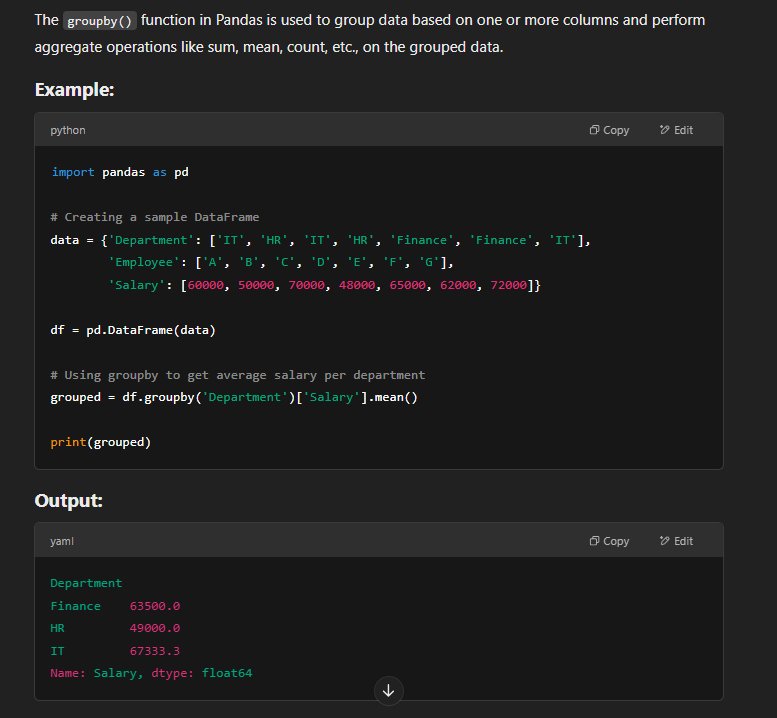 The groupby() function in Pandas is used to group data based on one or more columns and perform
aggregate operations like sum, mean, count, etc., on the grouped data.
Example:
python Copy Edit
import pandas as pd
# Creating a sample DataFrame
data = {'Department': ['IT', 'HR', 'IT', 'HR', 'Finance', 'Finance', 'IT'],
'Employee': ['A', 'B', 'C', 'D', 'E', 'F', 'G'],
'Salary': [60000, 50000, 70000, 48000, 65000, 62000, 72000]}
df = pd.DataFrame(data)
# Using groupby to get average salary per department
grouped = df.groupby('Department')['Salary'].mean()
print(grouped)
Output:
yaml Copy Edit
Department
Finance 63500.0
HR 49000.0
IT 67333.3
Name: Salary, dtype: float64